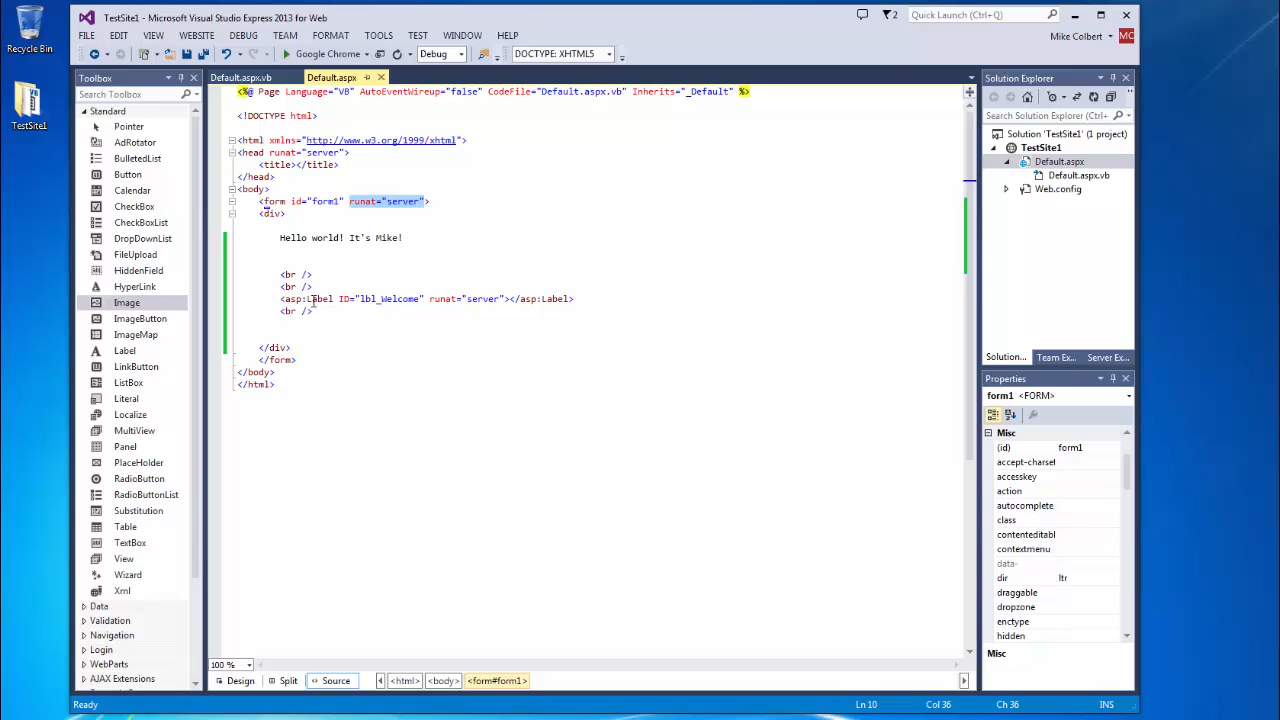 Recycle Bin
TestSite1
TestSite1 - Microsoft Visual Studio Express 2013 for Web
2
Quick Launch (Ctrl+Q)
FILE EDIT VIEW WEBSITE DEBUG TEAM FORMAT TOOLS TEST WINDOW HELP
Mike Colbert MC
Google Chrome Debug DOCTYPE: XHTML5
Toolbox
Search Toolbox
Standard
Pointer
AdRotator
BulletedList
Button
Calendar
CheckBox
CheckBoxList
DropDownList
FileUpload
HiddenField
HyperLink
Image
ImageButton
ImageMap
Label
LinkButton
ListBox
Literal
Localize
MultiView
Panel
PlaceHolder
RadioButton
RadioButtonList
Substitution
Table
TextBox
View
Wizard
Xml
Data
Validation
Navigation
Login
WebParts
AJAX Extensions
Default.aspx.vb Default.aspx
<%@ Page Language="VB" AutoEventWireup="false" CodeFile="Default.aspx.vb" Inherits="_Default" %>
<!DOCTYPE html>
<html xmlns="http://www.w3.org/1999/xhtml">
<head runat="server">
<title></title>
</head>
<body>
<form id="form1" runat="server">
<div>
Hello world! It's Mike!
<br />
<br />
<asp:Label ID="lbl_Welcome" runat="server"></asp:Label>
<br />
</div>
</form>
</body>
</html>
100 %
Design Split Source <html> <body> <form#form1>
Solution Explorer
Search Solution Explorer (Ctrl+;)
Solution 'TestSite1' (1 project)
TestSite1
Default.aspx
Default.aspx.vb
Web.config
Solution... Team Ex... Server Ex...
Properties
form1 <FORM>
Misc
(id) form1
accept-charset
accesskey
action
autocomplete
class
contenteditabl
contextmenu
data-
dir ltr
draggable
dropzone
enctype
hidden
Misc
Ready Ln 10 Col 36 Ch 36 INS